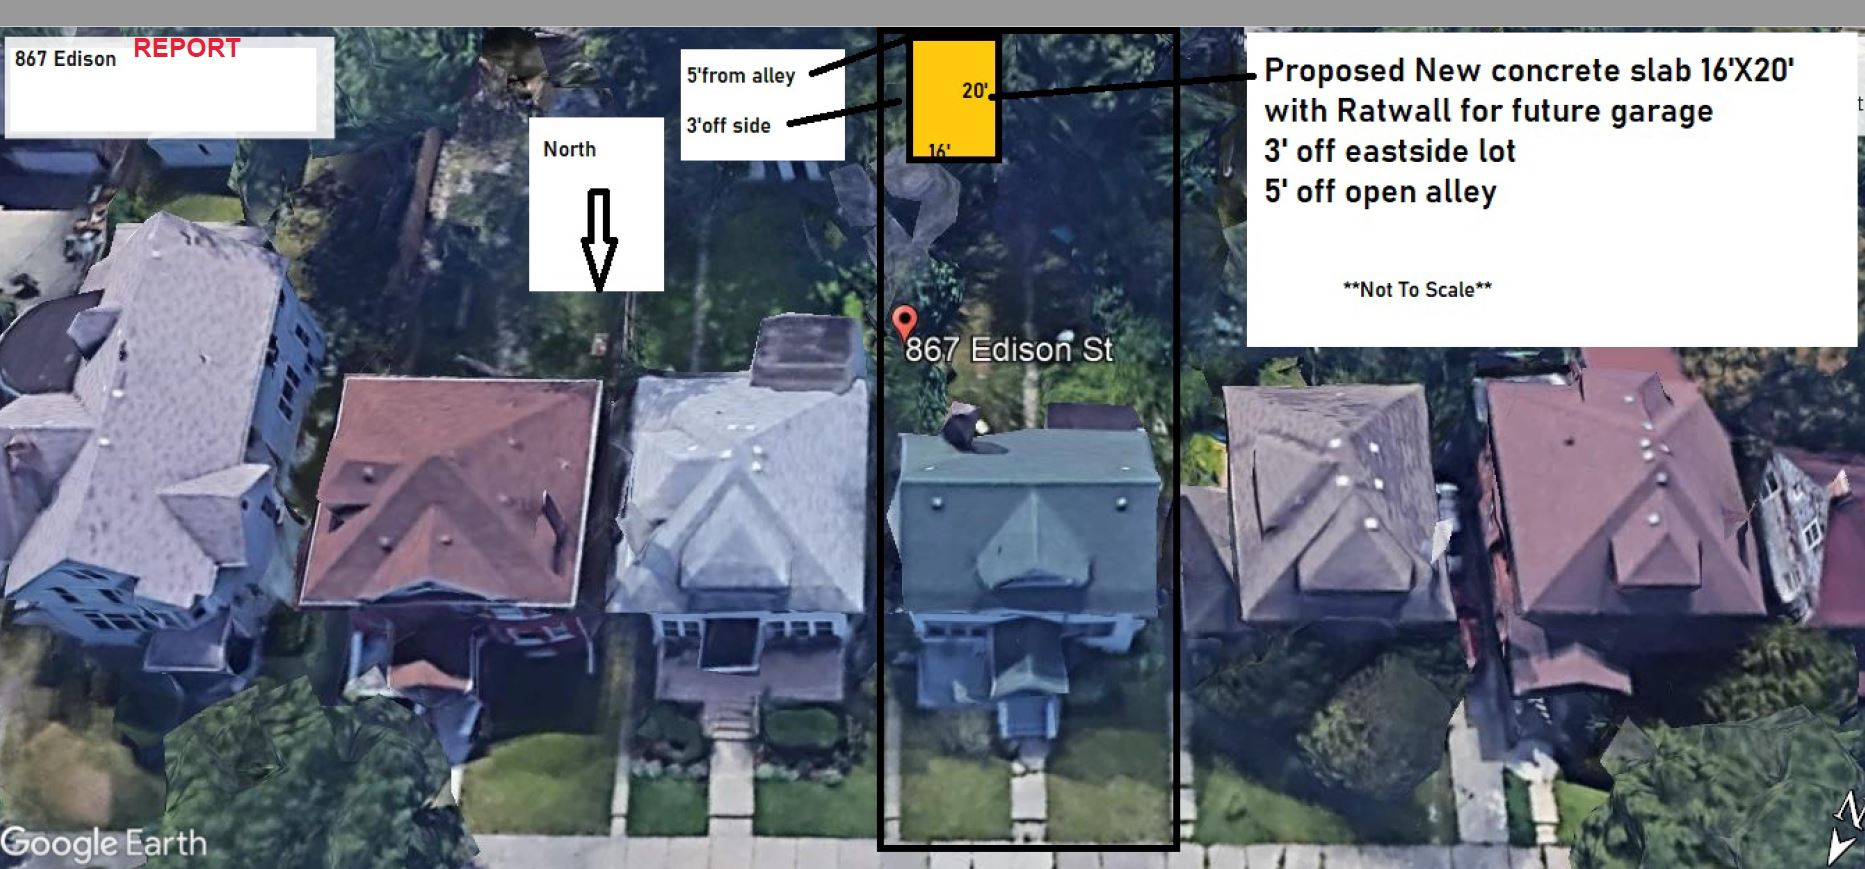 867 Edison REPORT
5'from alley
3'off side
North
20'
16'
Proposed New concrete slab 16'X20'
with Ratwall for future garage
3' off eastside lot
5' off open alley
**Not To Scale**
t
867 Edison St
Google Earth
N